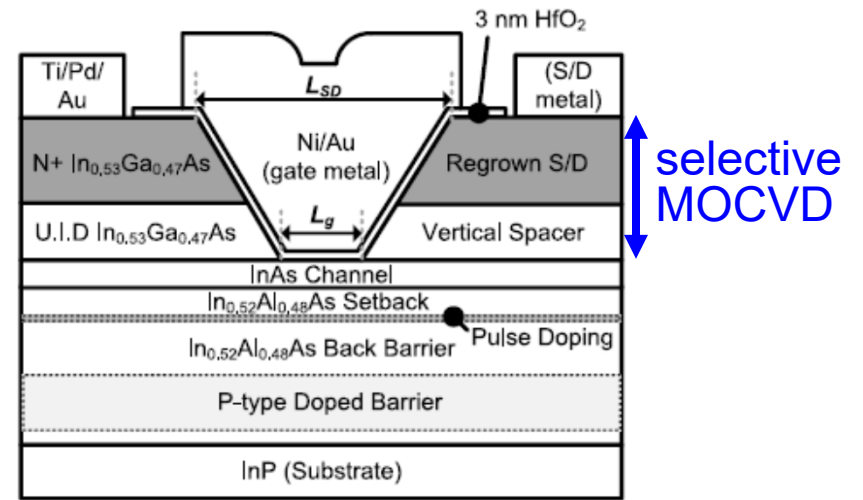 3 nm HfO₂
Ti/Pd/
Au
L_SD
(S/D
metal)
Ni/Au
(gate metal)
N+ In₀.₅₃Ga₀.₄₇As
Regrown S/D
selective
MOCVD
L_g
U.I.D In₀.₅₃Ga₀.₄₇As
Vertical Spacer
InAs Channel
In₀.₅₂Al₀.₄₈As Setback
Pulse Doping
In₀.₅₂Al₀.₄₈As Back Barrier
P-type Doped Barrier
InP (Substrate)